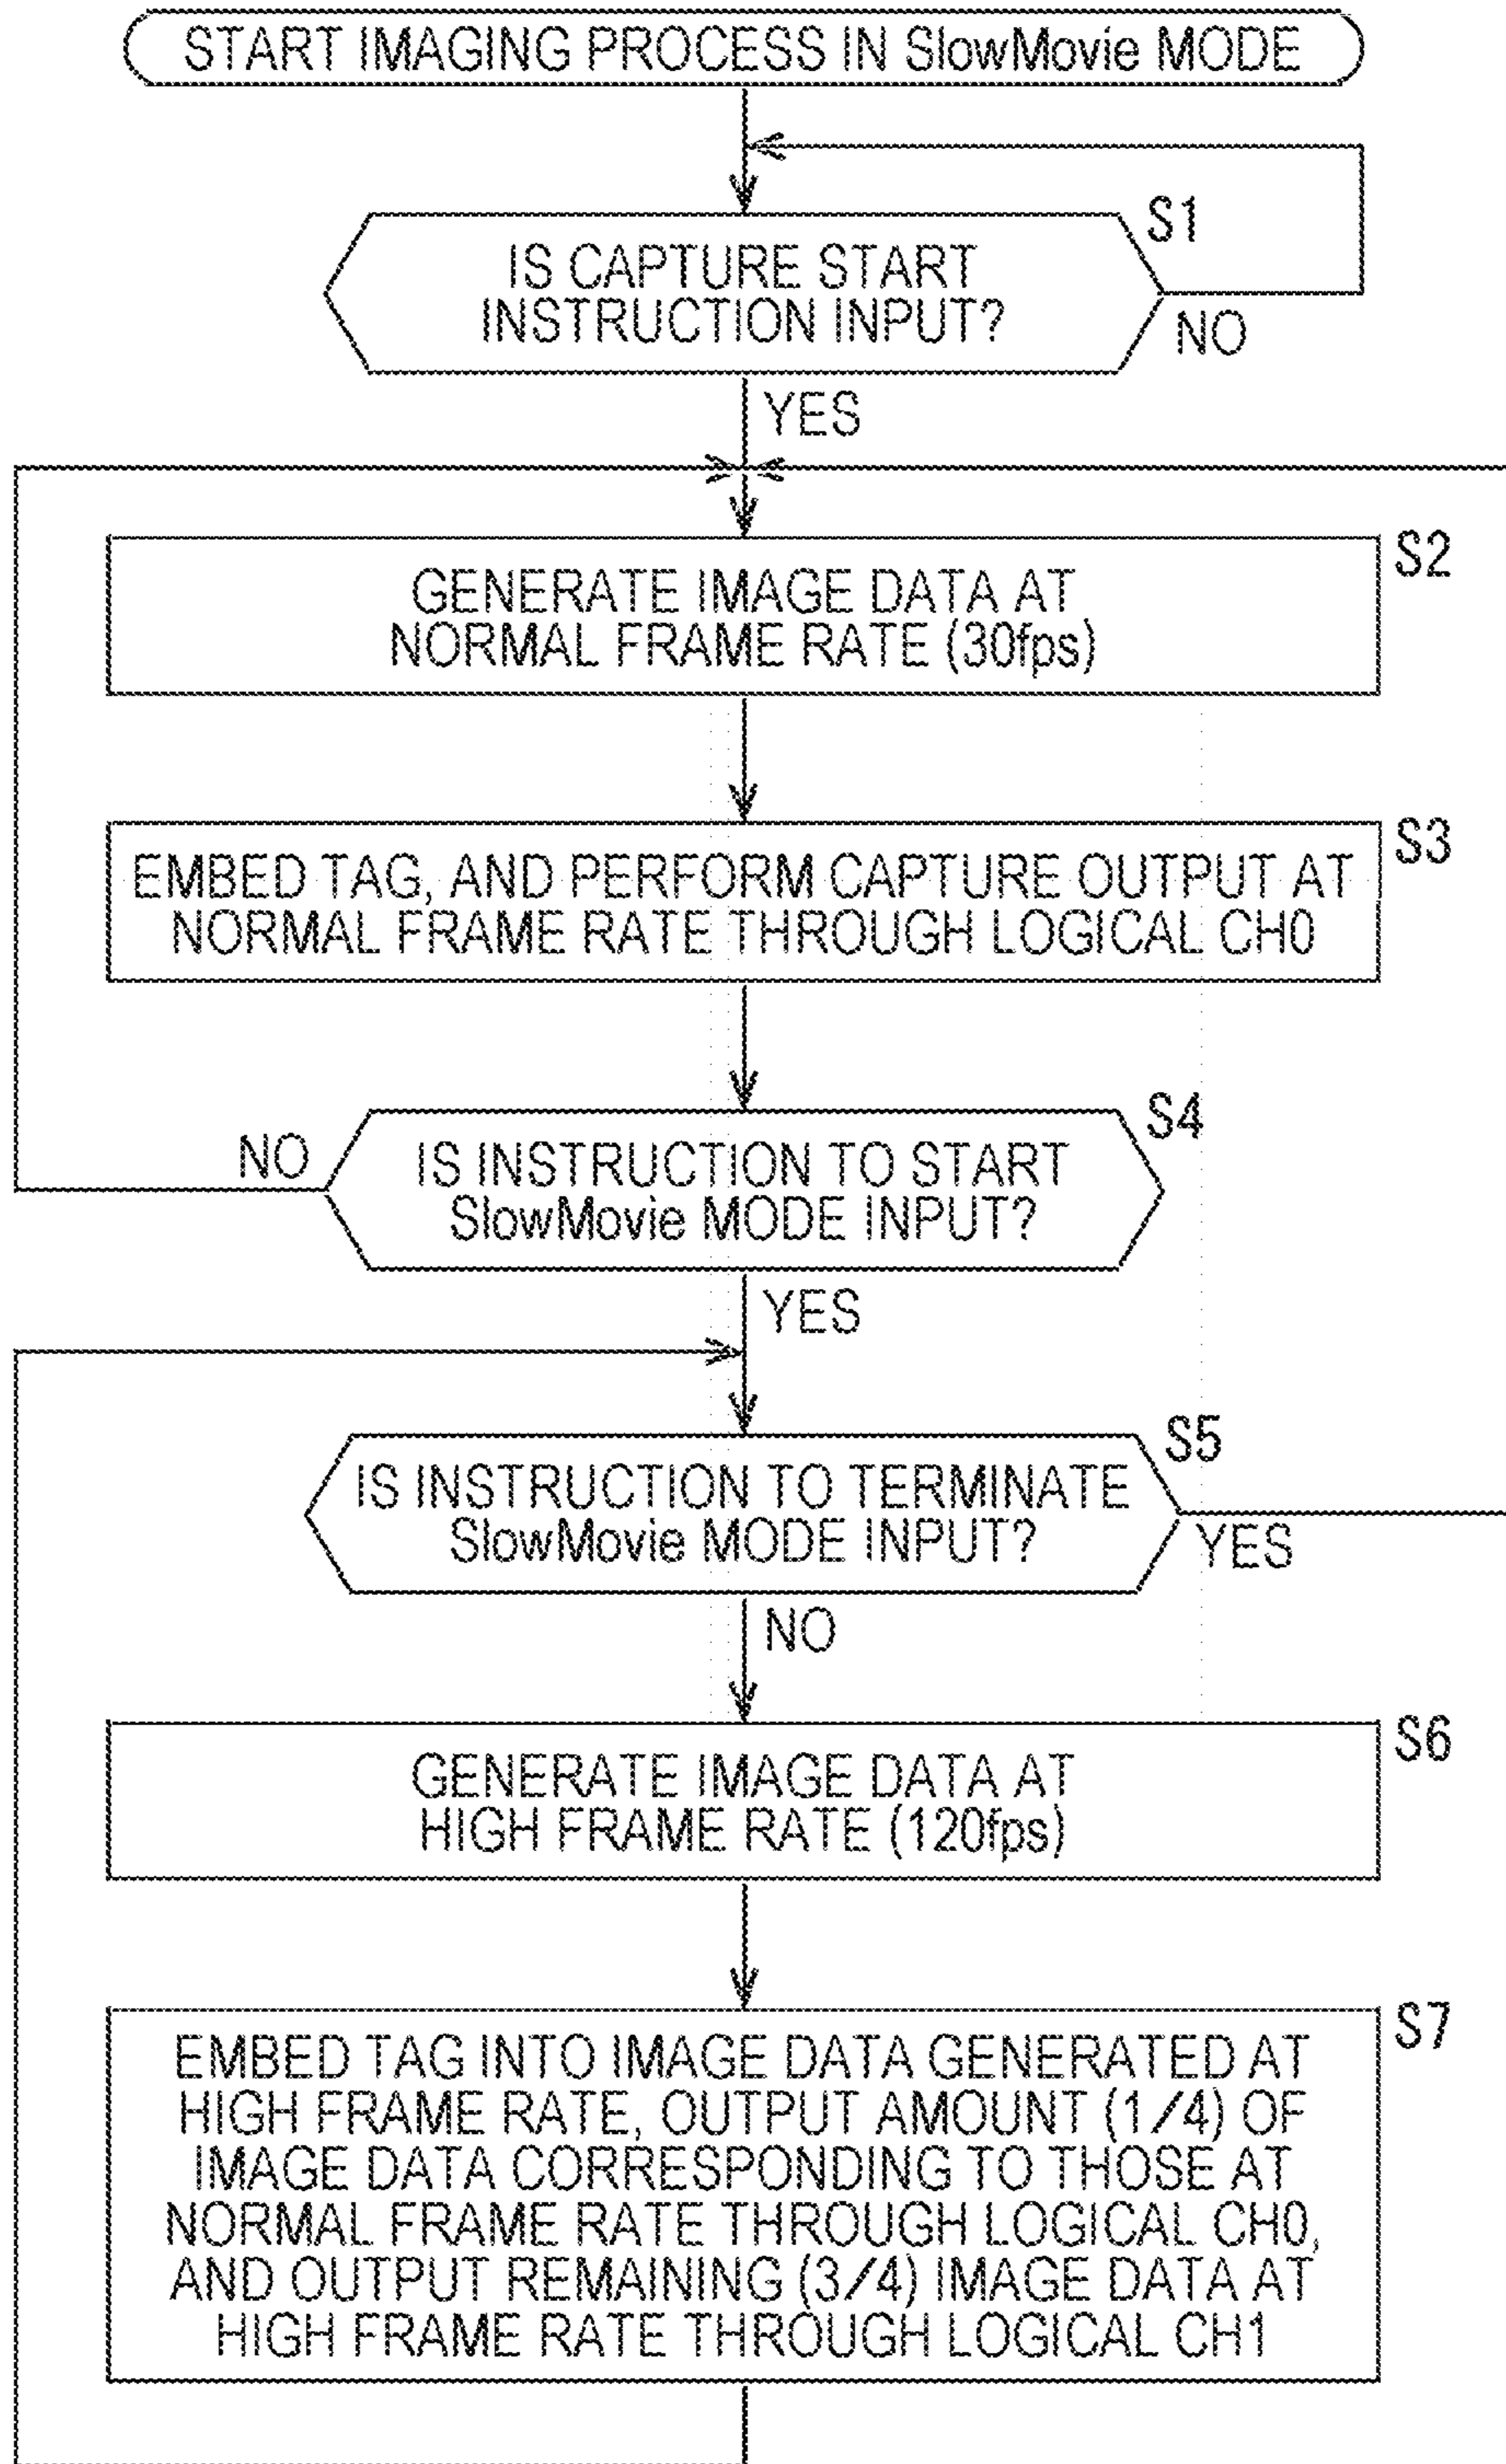 START IMAGING PROCESS IN SlowMovie MODE
S1
IS CAPTURE START
INSTRUCTION INPUT?
NO
YES
S2
GENERATE IMAGE DATA AT
NORMAL FRAME RATE (30fps)
S3
EMBED TAG, AND PERFORM CAPTURE OUTPUT AT
NORMAL FRAME RATE THROUGH LOGICAL CH0
S4
NO
IS INSTRUCTION TO START
SlowMovie MODE INPUT?
YES
S5
IS INSTRUCTION TO TERMINATE
SlowMovie MODE INPUT?
YES
NO
S6
GENERATE IMAGE DATA AT
HIGH FRAME RATE (120fps)
S7
EMBED TAG INTO IMAGE DATA GENERATED AT
HIGH FRAME RATE, OUTPUT AMOUNT (1/4) OF
IMAGE DATA CORRESPONDING TO THOSE AT
NORMAL FRAME RATE THROUGH LOGICAL CH0,
AND OUTPUT REMAINING (3/4) IMAGE DATA AT
HIGH FRAME RATE THROUGH LOGICAL CH1